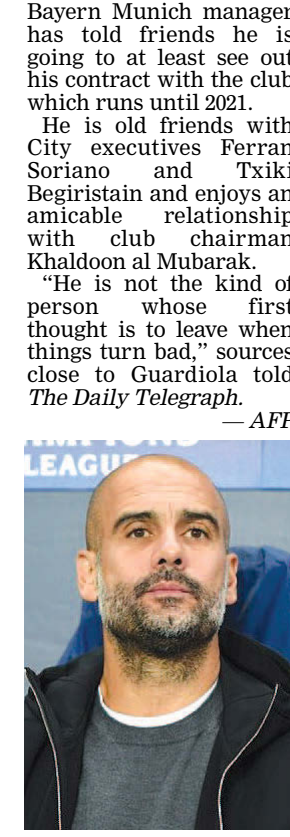 Bayern Munich manager
has told friends he is
going to at least see out
his contract with the club
which runs until 2021.
He is old friends with
City executives Ferran
Soriano and Txiki
Begiristain and enjoys an
amicable relationship
with club chairman
Khaldoon al Mubarak.
“He is not the kind of
person whose first
thought is to leave when
things turn bad,” sources
close to Guardiola told
The Daily Telegraph.
— AFP
LEAGUE